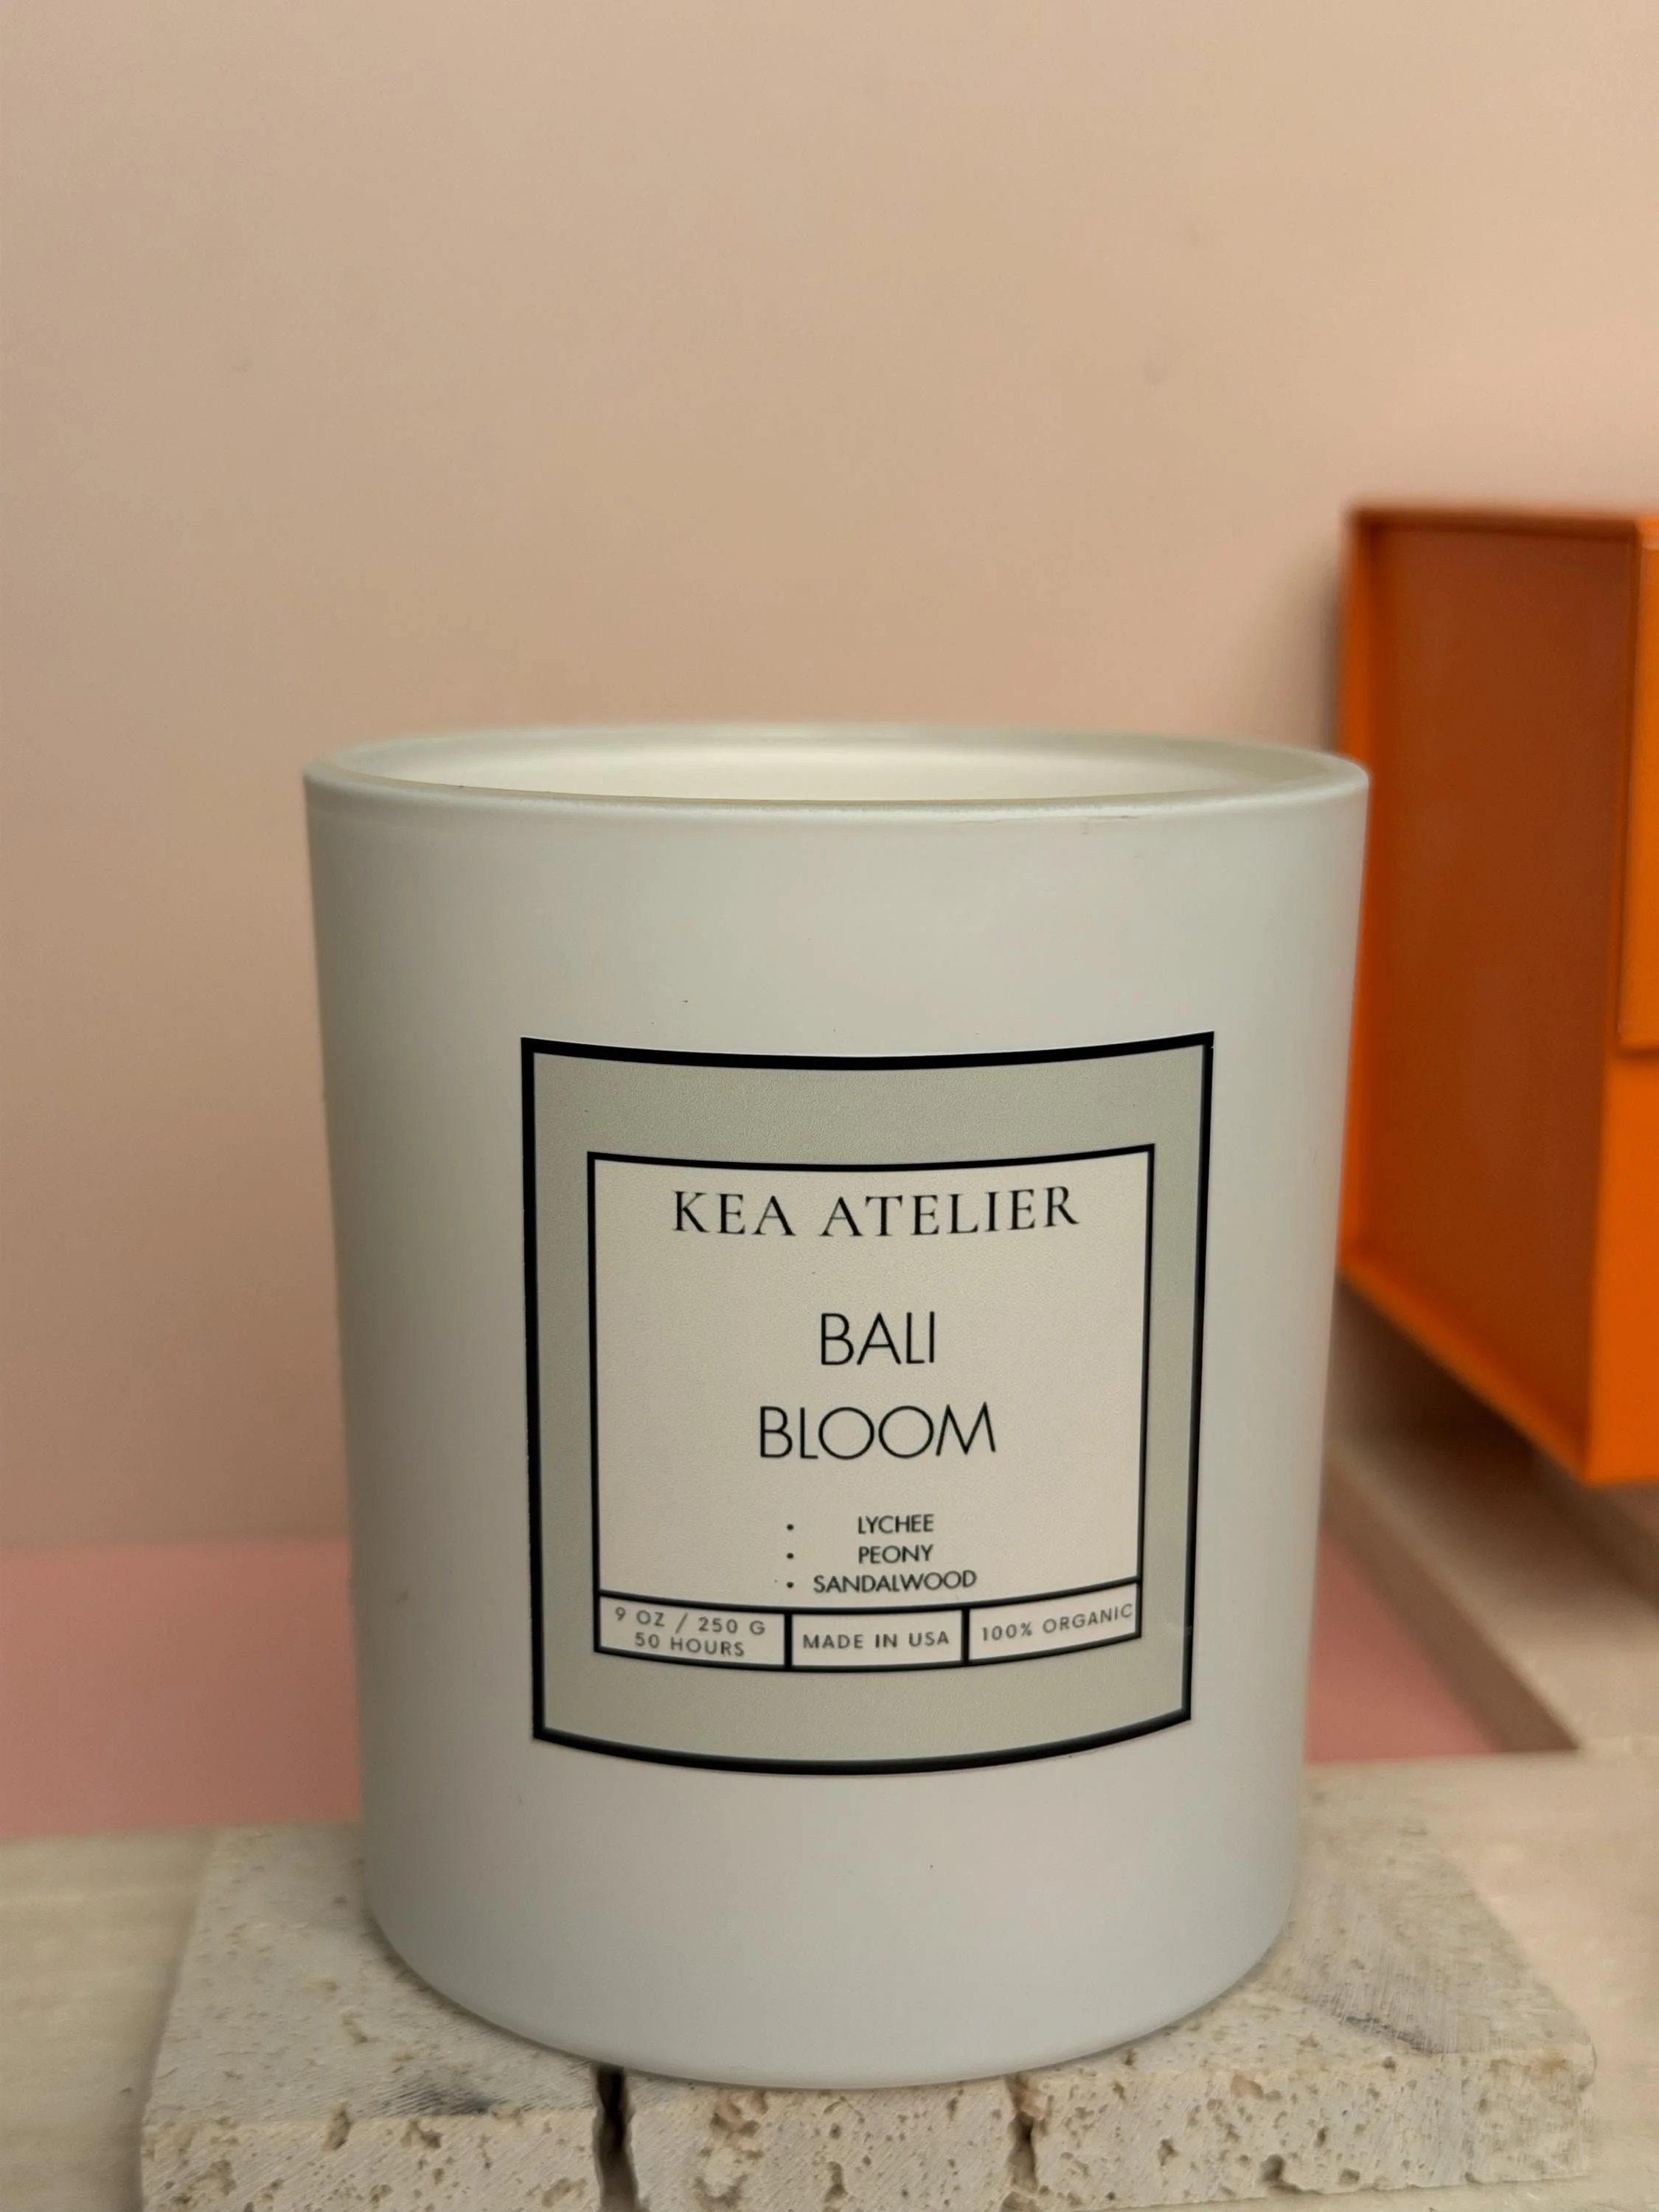 KEA ATELIER
BALI
BLOOM
• LYCHEE
• PEONY
• SANDALWOOD
9 OZ / 250 G
50 HOURS
MADE IN USA
100% ORGANIC